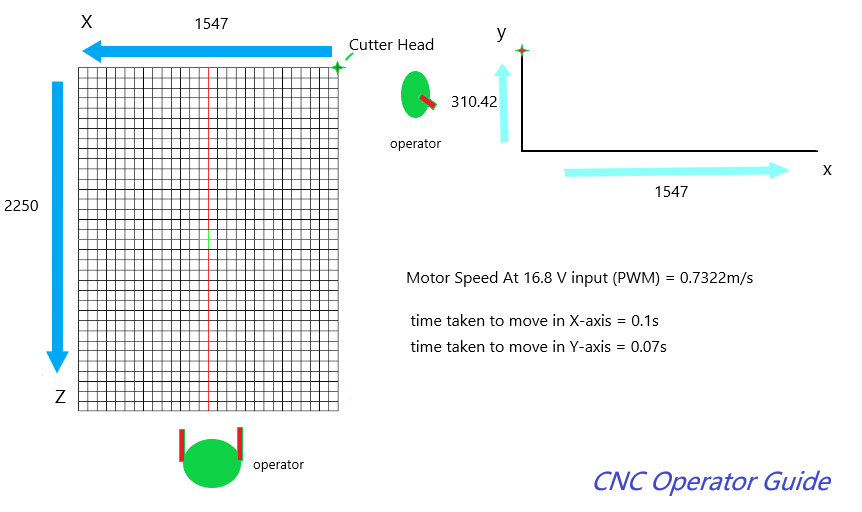 X
1547
Cutter Head
y
310.42
operator
x
1547
2250
Motor Speed At 16.8 V input (PWM) = 0.7322m/s
time taken to move in X-axis = 0.1s
time taken to move in Y-axis = 0.07s
Z
operator
CNC Operator Guide